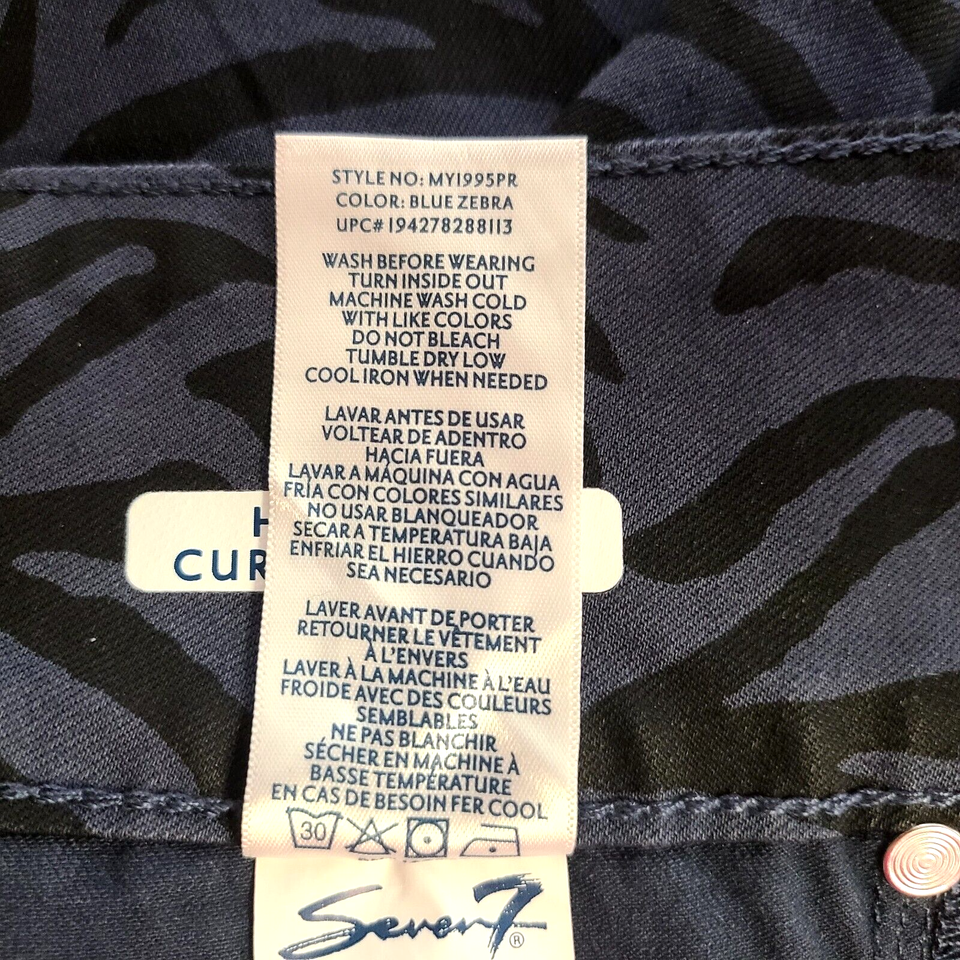 STYLE NO: MY1995PR
COLOR: BLUE ZEBRA
UPC# 194278288113
WASH BEFORE WEARING
TURN INSIDE OUT
MACHINE WASH COLD
WITH LIKE COLORS
DO NOT BLEACH
TUMBLE DRY LOW
COOL IRON WHEN NEEDED
LAVAR ANTES DE USAR
VOLTEAR DE ADENTRO
HACIA FUERA
LAVAR A MÁQUINA CON AGUA
FRÍA CON COLORES SIMILARES
NO USAR BLANQUEADOR
SECAR A TEMPERATURA BAJA
ENFRIAR EL HIERRO CUANDO
SEA NECESARIO
LAVER AVANT DE PORTER
RETOURNER LE VÊTEMENT
À L'ENVERS
LAVER À LA MACHINE À L'EAU
FROIDE AVEC DES COULEURS
SEMBLABLES
NE PAS BLANCHIR
SÉCHER EN MACHINE À
BASSE TEMPÉRATURE
EN CAS DE BESOIN FER COOL
30
Seven7®